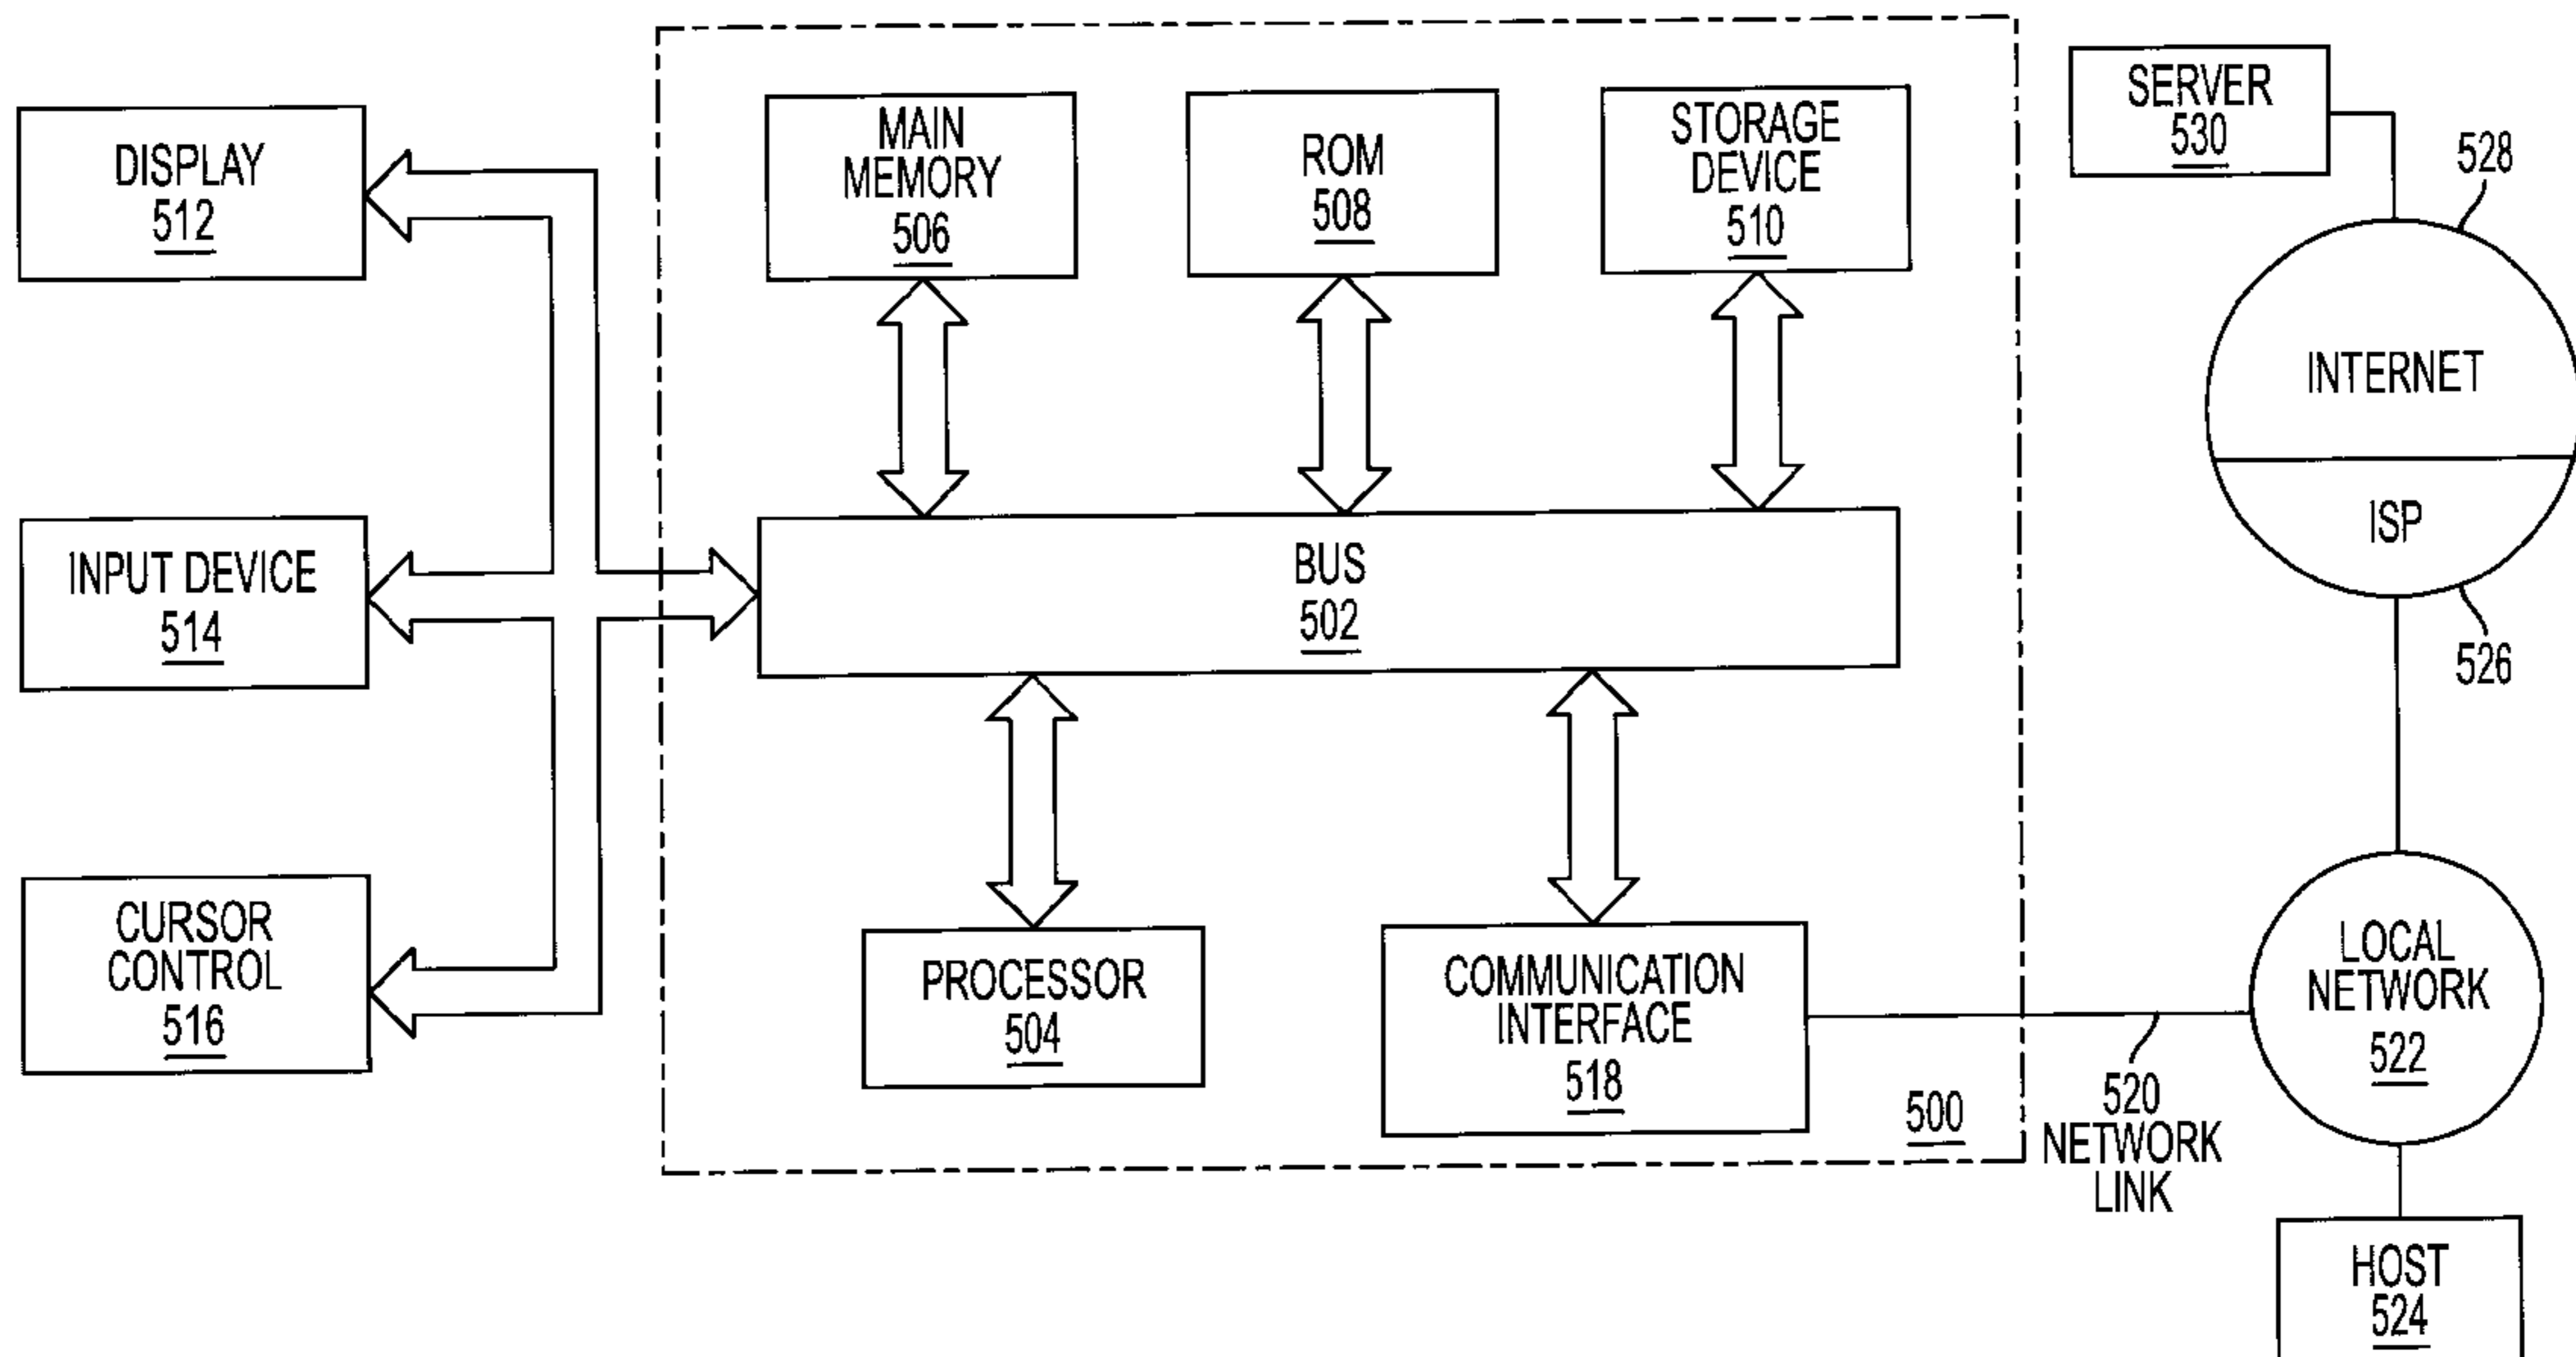 DISPLAY
512
INPUT DEVICE
514
CURSOR
CONTROL
516
MAIN
MEMORY
506
ROM
508
STORAGE
DEVICE
510
BUS
502
PROCESSOR
504
COMMUNICATION
INTERFACE
518
500
SERVER
530
528
INTERNET
ISP
526
LOCAL
NETWORK
522
520
NETWORK
LINK
HOST
524